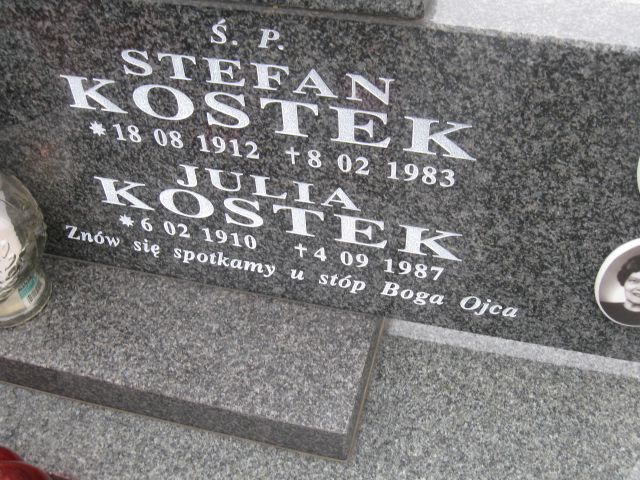 Ś. P.
STEFAN
KOSTEK
* 18 08 1912 †8 02 1983
JULIA
KOSTEK
* 6 02 1910 †4 09 1987
Znów się spotkamy u stóp Boga Ojca